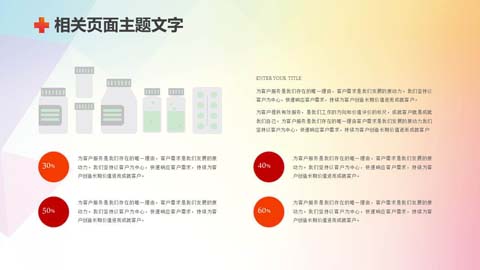 相关页面主题文字
ENTER YOUR TITLE
为客户服务是我们存在的唯一理由，客户需求是我们发展的原动力。我们坚持以
客户为中心，快速响应客户需求，持续为客户创造长期价值进而成就客户。
为客户提供有效服务，是我们工作的方向和价值评价的标尺，成就客户就是成就
我们自己。为客户服务是我们存在的唯一理由，客户需求是我们发展的原动力我们
坚持以客户为中心，快速响应客户需求，持续为客户创造长期价值进而成就客户
30%
为客户服务是我们存在的唯一理由，客户需求是我们发展的原
动力。我们坚持以客户为中心，快速响应客户需求，持续为客
户创造长期价值进而成就客户。
40%
为客户服务是我们存在的唯一理由，客户需求是我们发展的原
动力。我们坚持以客户为中心，快速响应客户需求，持续为客
户创造长期价值进而成就客户。
50%
为客户服务是我们存在的唯一理由，客户需求是我们发展的原
动力。我们坚持以客户为中心，快速响应客户需求，持续为客
户创造长期价值进而成就客户。
60%
为客户服务是我们存在的唯一理由，客户需求是我们发展的原
动力。我们坚持以客户为中心，快速响应客户需求，持续为客
户创造长期价值进而成就客户。